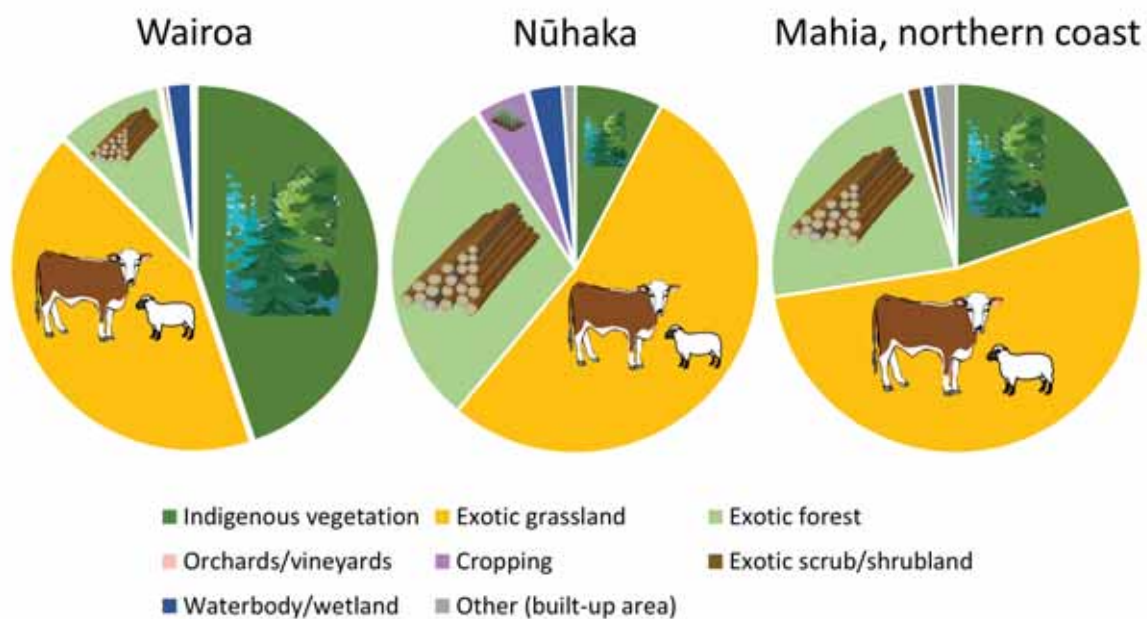 Wairoa
Nūhaka
Mahia, northern coast
Indigenous vegetation
Exotic grassland
Exotic forest
Orchards/vineyards
Cropping
Exotic scrub/shrubland
Waterbody/wetland
Other (built-up area)